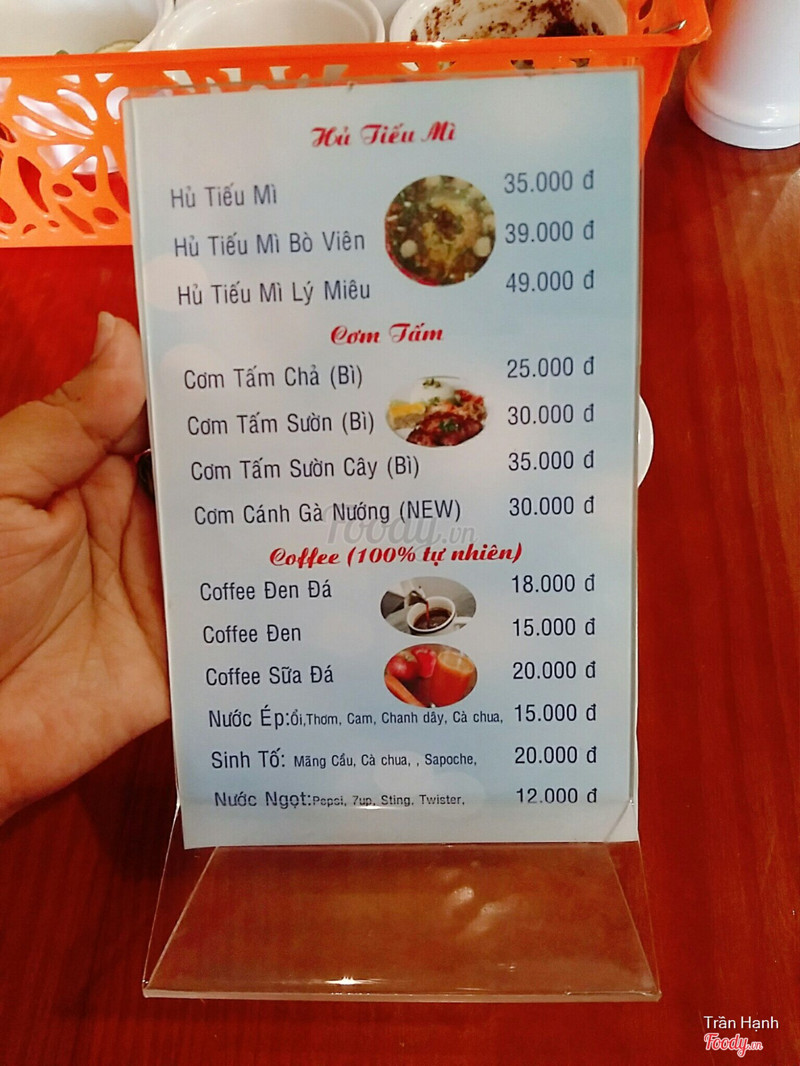 Hủ Tiếu Mì
Hủ Tiếu Mì 35.000 đ
Hủ Tiếu Mì Bò Viên 39.000 đ
Hủ Tiếu Mì Lý Miêu 49.000 đ
Cơm Tấm
Cơm Tấm Chả (Bì) 25.000 đ
Cơm Tấm Sườn (Bì) 30.000 đ
Cơm Tấm Sườn Cây (Bì) 35.000 đ
Cơm Cánh Gà Nướng (NEW) 30.000 đ
Foody.vn
Coffee (100% tự nhiên)
Coffee Đen Đá 18.000 đ
Coffee Đen 15.000 đ
Coffee Sữa Đá 20.000 đ
Nước Ép:ổi,Thơm, Cam, Chanh dây, Cà chua, 15.000 đ
Sinh Tố: Mãng Cầu, Cà chua, , Sapoche, 20.000 đ
Nước Ngọt:Pepsi, 7up, Sting, Twister, 12.000 đ
Trần Hạnh
Foody.vn